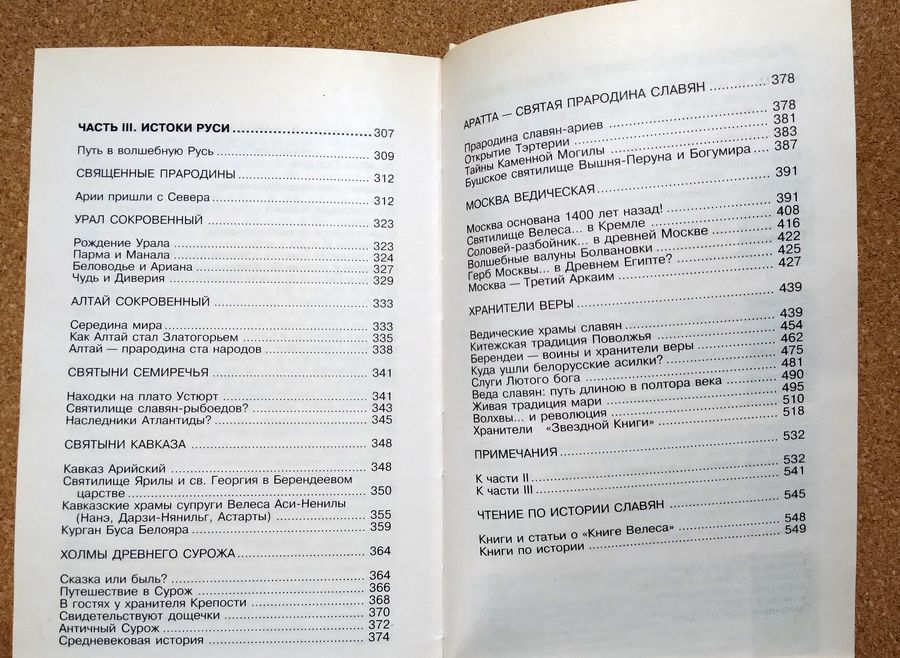 ЧАСТЬ III. ИСТОКИ РУСИ 307
Путь в волшебную Русь 309
СВЯЩЕННЫЕ ПРАРОДИНЫ 312
Арии пришли с Севера 312
УРАЛ СОКРОВЕННЫЙ 323
Рождение Урала 323
Парма и Манала 324
Беловодье и Ариана 327
Чудь и Диверия 329
АЛТАЙ СОКРОВЕННЫЙ 333
Середина мира 333
Как Алтай стал Златогорьем 335
Алтай — прародина ста народов 338
СВЯТЫНИ СЕМИРЕЧЬЯ 341
Находки на плато Устюрт 341
Святилище славян-рыбоедов? 343
Наследники Атлантиды? 345
СВЯТЫНИ КАВКАЗА 348
Кавказ Арийский 348
Святилище Ярилы и св. Георгия в Берендеевом
царстве 350
Кавказские храмы супруги Велеса Аси-Ненилы
(Нанэ, Дарзи-Нянильг, Астарты) 355
Курган Буса Белояра 359
ХОЛМЫ ДРЕВНЕГО СУРОЖА 364
Сказка или быль? 364
Путешествие в Сурож 366
В гостях у хранителя Крепости 368
Свидетельствуют дощечки 370
Античный Сурож 372
Средневековая история 374
АРАТТА — СВЯТАЯ ПРАРОДИНА СЛАВЯН 378
Прародина славян-ариев 378
Открытие Тэртерии 381
Тайны Каменной Могилы 383
Бушское святилище Вышня-Перуна и Богумира 387
МОСКВА ВЕДИЧЕСКАЯ 391
Москва основана 1400 лет назад! 391
Святилище Велеса... в Кремле 408
Соловей-разбойник... в древней Москве 416
Волшебные валуны Болвановки 422
Герб Москвы... в Древнем Египте? 425
Москва — Третий Аркаим 427
ХРАНИТЕЛИ ВЕРЫ 439
Ведические храмы славян 439
Китежская традиция Поволжья 454
Берендеи — воины и хранители веры 462
Куда ушли белорусские асилки? 475
Слуги Лютого бога 481
Веда славян: путь длиною в полтора века 490
Живая традиция мари 495
Волхвы... и революция 510
Хранители «Звездной Книги» 518
ПРИМЕЧАНИЯ 532
К части II 532
К части III 541
ЧТЕНИЕ ПО ИСТОРИИ СЛАВЯН 545
Книги и статьи о «Книге Велеса» 548
Книги по истории 549